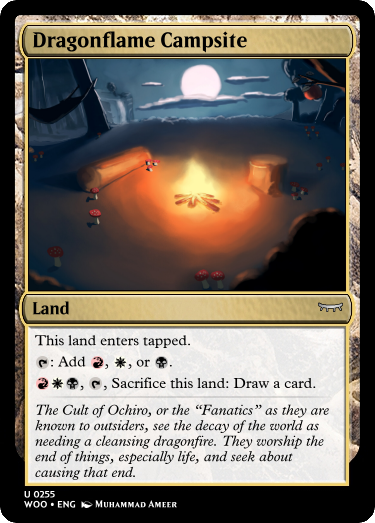 Dragonflame Campsite
Land
This land enters tapped.
: Add , , or .
, , Sacrifice this land: Draw a card.
The Cult of Ochiro, or the “Fanatics” as they are
known to outsiders, see the decay of the world as
needing a cleansing dragonfire. They worship the
end of things, especially life, and seek about
causing that end.
U 0255
WOO • ENG Muhammad Ameer